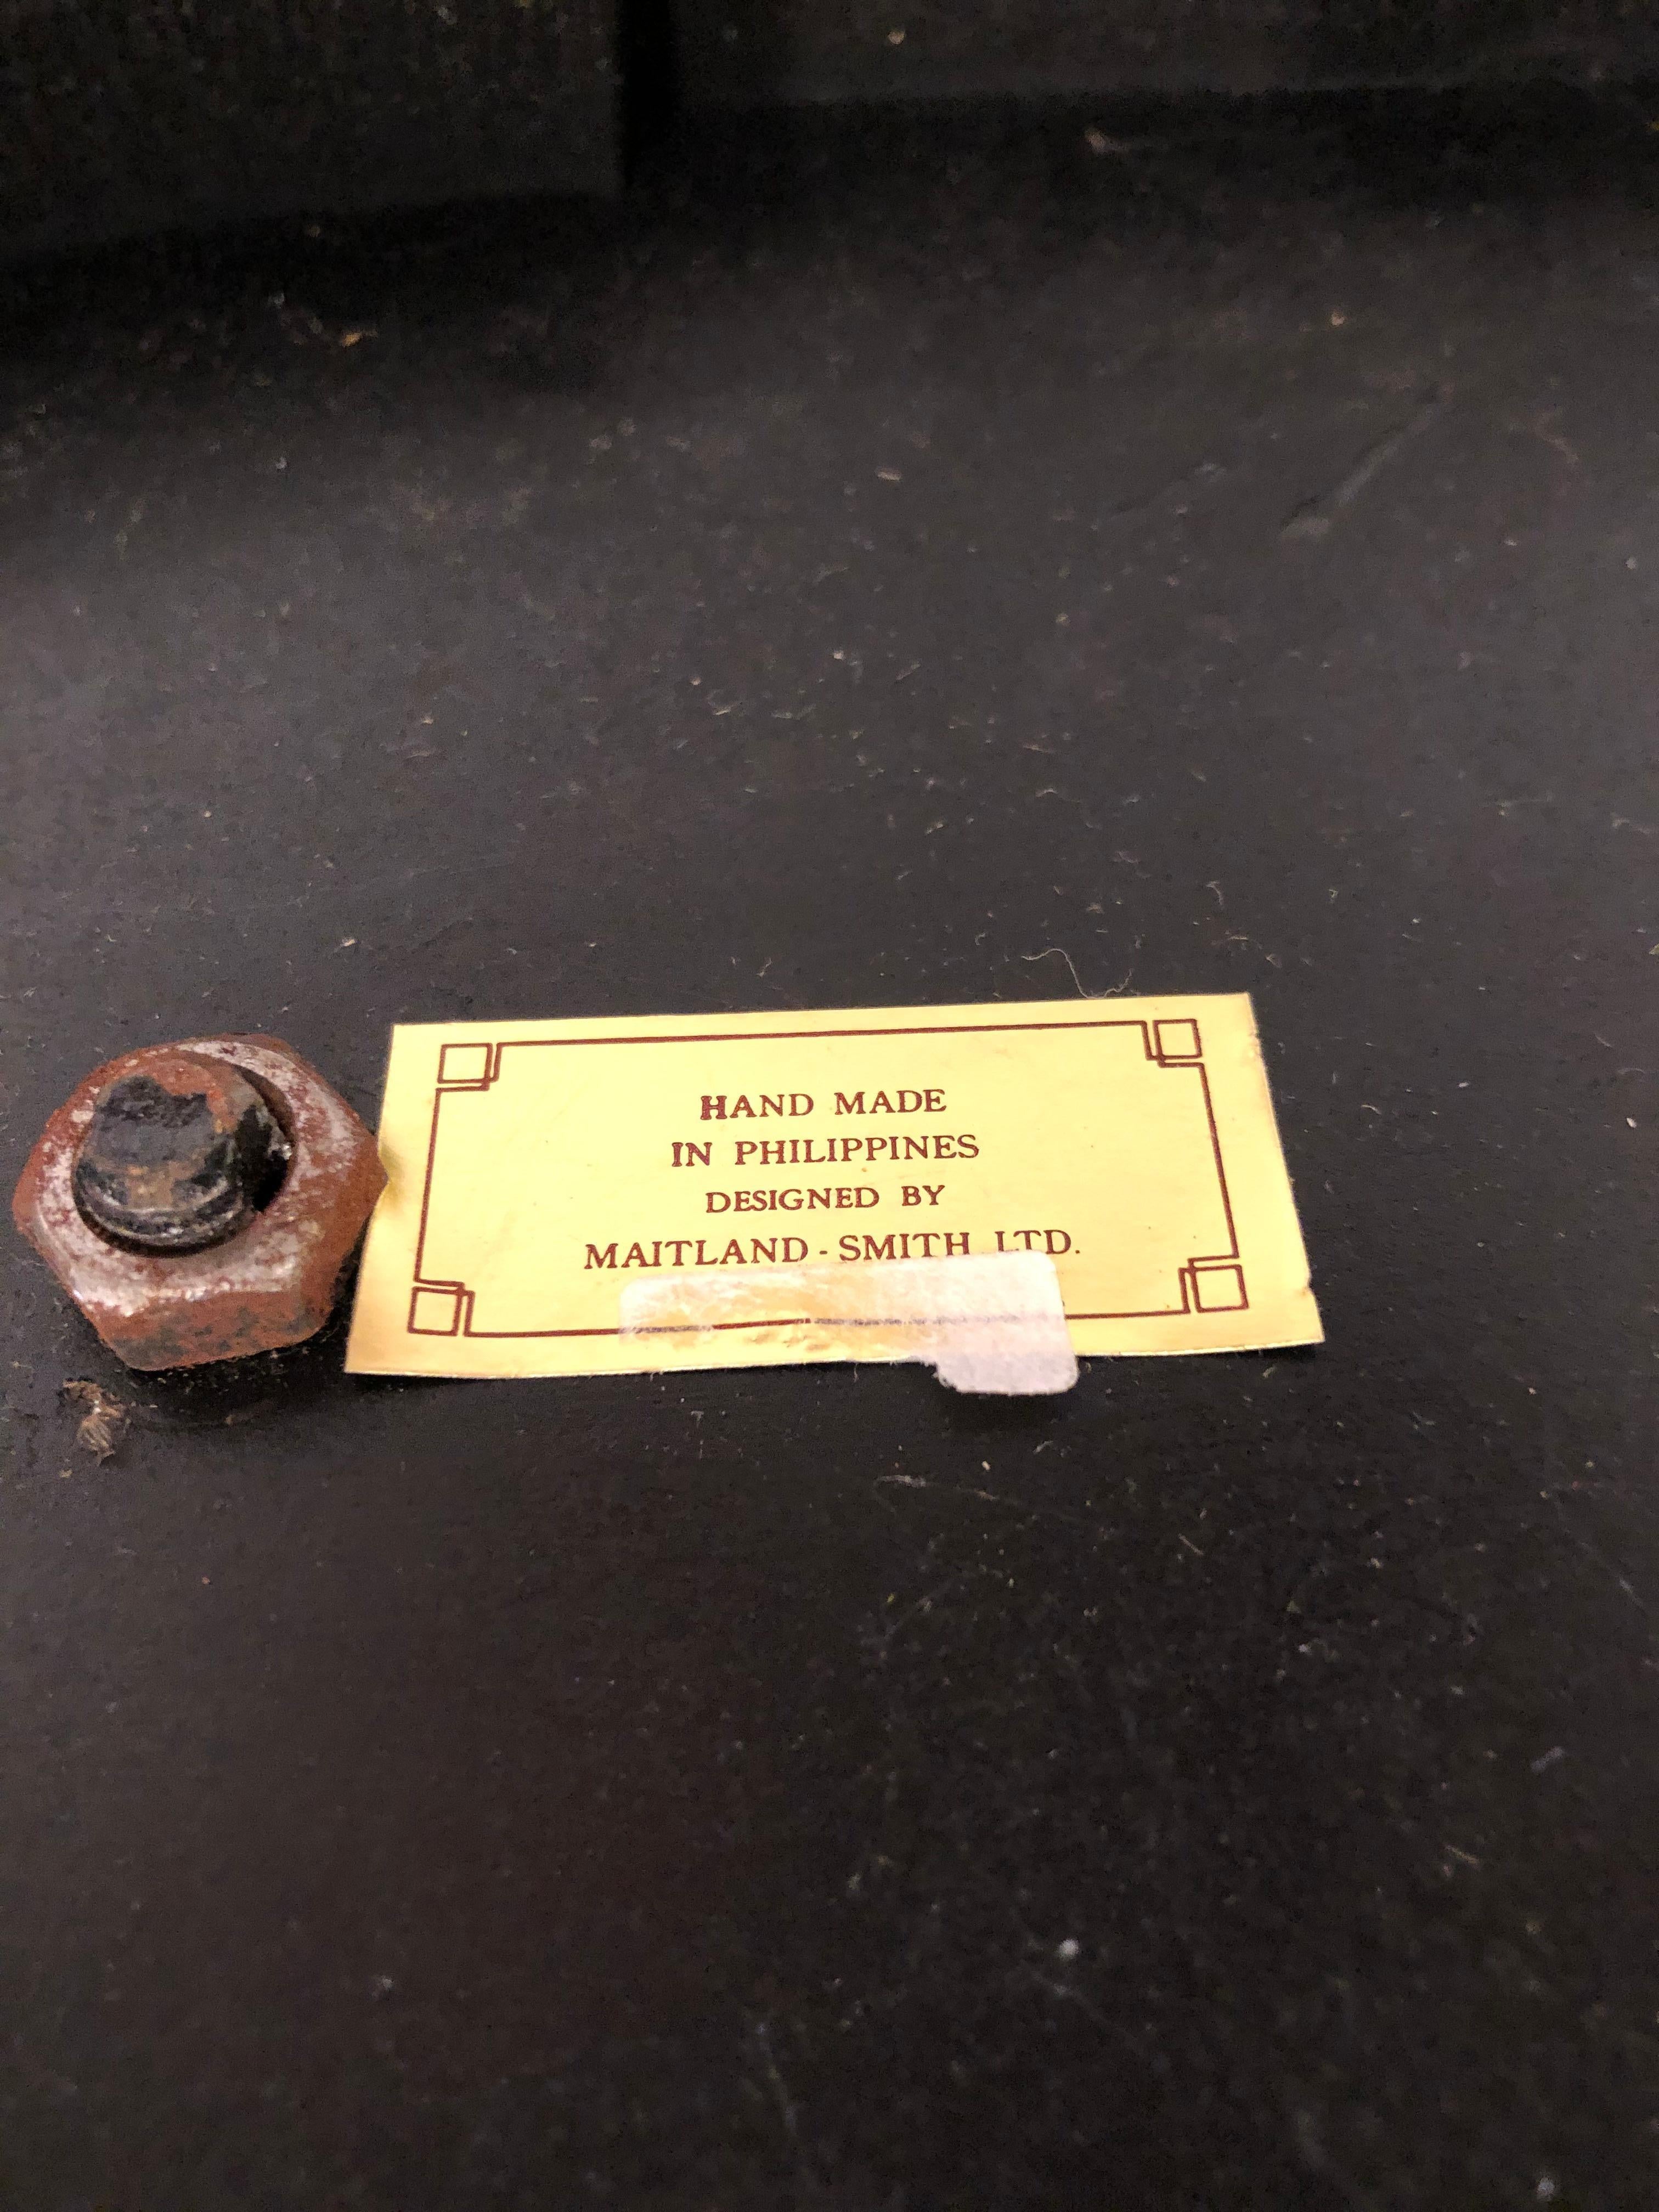 HAND MADE
IN PHILIPPINES
DESIGNED BY
MAITLAND-SMITH LTD.